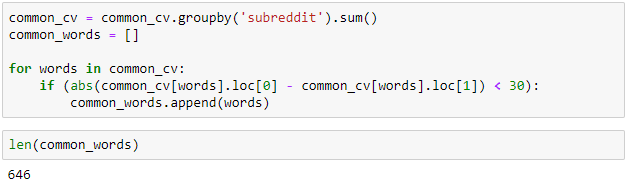 common_cv = common_cv.groupby('subreddit').sum()
common_words = []
for words in common_cv:
    if (abs(common_cv[words].loc[0] - common_cv[words].loc[1]) < 30):
        common_words.append(words)
len(common_words)
646